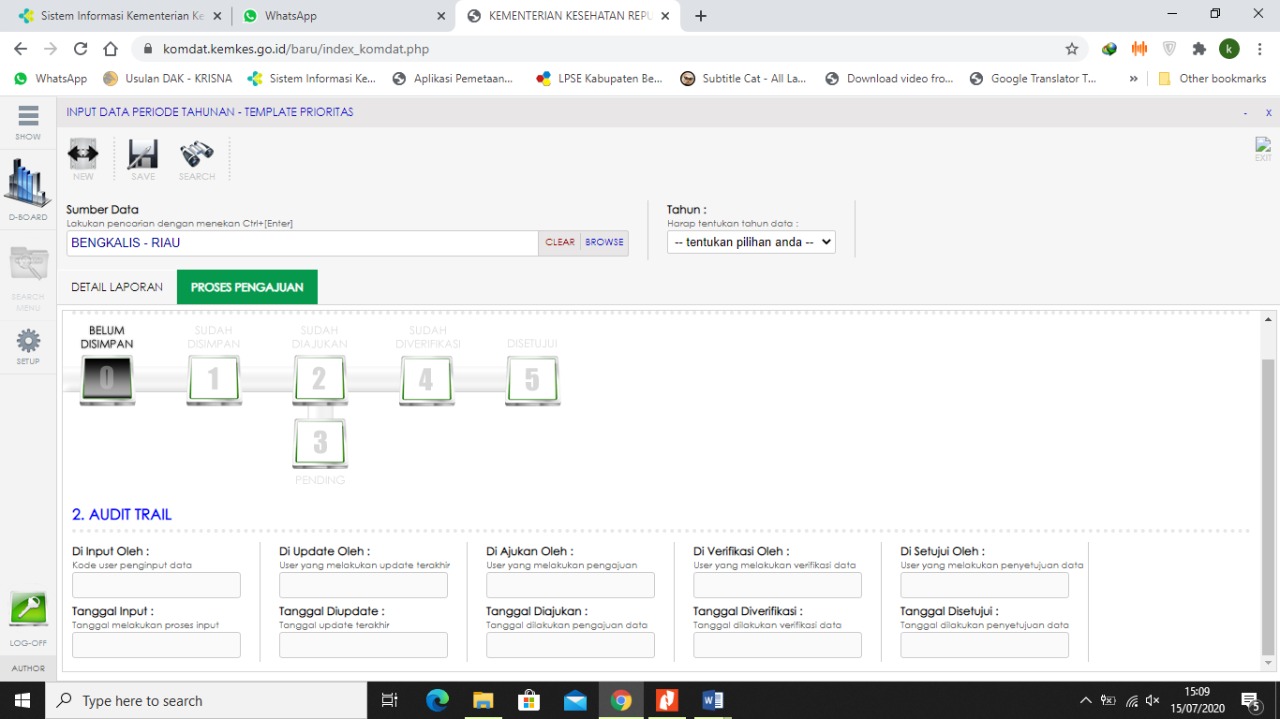 Sistem Informasi Kementerian Ke
WhatsApp
KEMENTERIAN KESEHATAN REPU
komdat.kemkes.go.id/baru/index_komdat.php
k
WhatsApp
Usulan DAK - KRISNA
Sistem Informasi Ke...
Aplikasi Pemetaan...
LPSE Kabupaten Be...
Subtitle Cat - All La...
Download video fro...
Google Translator T...
»
Other bookmarks
SHOW
INPUT DATA PERIODE TAHUNAN - TEMPLATE PRIORITAS
- x
NEW
SAVE
SEARCH
EXIT
D-BOARD
SEARCH
MENU
SETUP
LOG-OFF
AUTHOR
Sumber Data
Lakukan pencarian dengan menekan Ctrl+[Enter]
BENGKALIS - RIAU
CLEAR
BROWSE
Tahun :
Harap tentukan tahun data :
-- tentukan pilihan anda --
DETAIL LAPORAN
PROSES PENGAJUAN
BELUM
DISIMPAN
0
SUDAH
DISIMPAN
1
SUDAH
DIAJUKAN
2
SUDAH
DIVERIFIKASI
4
DISETUJUI
5
3
PENDING
2. AUDIT TRAIL
Di Input Oleh :
Kode user penginput data
Di Update Oleh :
User yang melakukan update terakhir
Di Ajukan Oleh :
User yang melakukan pengajuan
Di Verifikasi Oleh :
User yang melakukan verifikasi data
Di Setujui Oleh :
User yang melakukan penyetujuan data
Tanggal Input :
Tanggal melakukan proses input
Tanggal Diupdate :
Tanggal update terakhir
Tanggal Diajukan :
Tanggal dilakukan pengajuan data
Tanggal Diverifikasi :
Tanggal dilakukan verifikasi data
Tanggal Disetujui :
Tanggal dilakukan penyetujuan data
Type here to search
15:09
15/07/2020
5